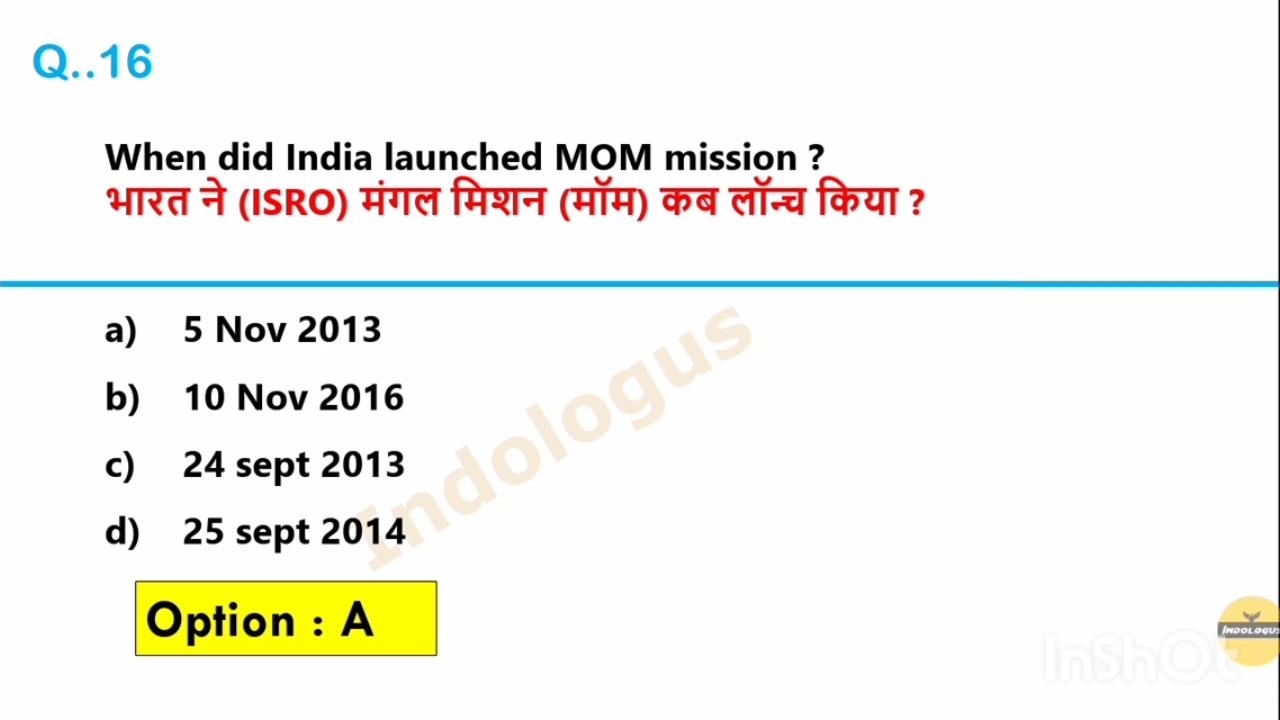 Q..16
When did India launched MOM mission ?
भारत ने (ISRO) मंगल मिशन (मॉम) कब लॉन्च किया ?
a) 5 Nov 2013
b) 10 Nov 2016
c) 24 sept 2013
d) 25 sept 2014
Indologus
Option : A
INDOLOGUS
InShOt